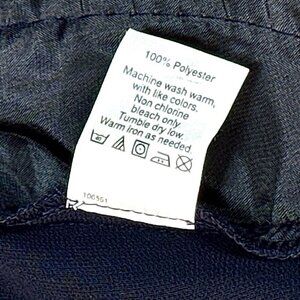 100% Polyester
Machine wash warm,
with like colors.
Non chlorine
bleach only
Tumble dry low.
Warm iron as needed.